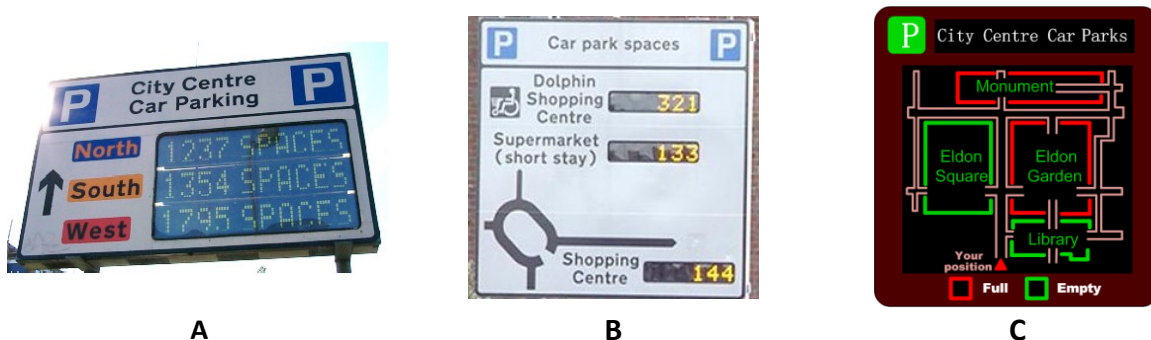 P
City Centre
Car Parking
P
North
1237 SPACES
South
1354 SPACES
West
1795 SPACES
A
P
Car park spaces
P
Dolphin
Shopping
Centre
321
Supermarket
(short stay)
133
Shopping
Centre
144
B
P
City Centre Car Parks
Monument
Eldon
Square
Eldon
Garden
Library
Your
position
Full
Empty
C